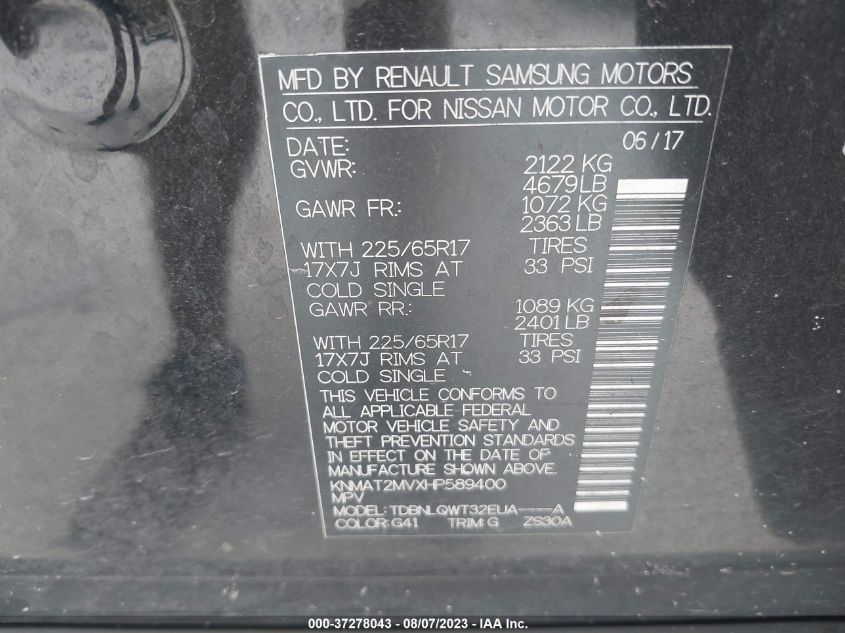 MFD BY RENAULT SAMSUNG MOTORS
CO., LTD. FOR NISSAN MOTOR CO., LTD.
DATE: 06/17
GVWR: 2122 KG
4679 LB
GAWR FR.: 1072 KG
2363 LB
WITH 225/65R17 TIRES
17X7J RIMS AT 33 PSI
COLD SINGLE
GAWR RR.: 1089 KG
2401 LB
WITH 225/65R17 TIRES
17X7J RIMS AT 33 PSI
COLD SINGLE
THIS VEHICLE CONFORMS TO
ALL APPLICABLE FEDERAL
MOTOR VEHICLE SAFETY AND
THEFT PREVENTION STANDARDS
IN EFFECT ON THE DATE OF
MANUFACTURE SHOWN ABOVE.
KNMAT2MVXHP589400
MPV
MODEL: TDBNLQWT32EUA----A
COLOR: G41 TRIM: G ZS30A
000-37278043 - 08/07/2023 - IAA Inc.